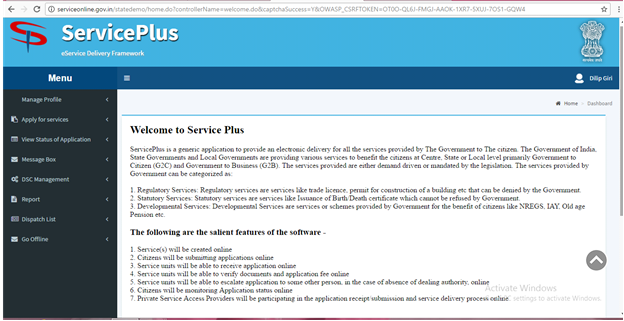 serviceonline.gov.in/statedemo/home.do?controllerName=welcome.do&captchaSuccess=Y&OWASP_CSRFTOKEN=OT0O-QL6J-FMGJ-AAOK-1XR7-5XUJ-7OS1-GQW4
ServicePlus
eService Delivery Framework
Menu
Dilip Giri
Home
Dashboard
Manage Profile
Apply for services
View Status of Application
Message Box
DSC Management
Report
Dispatch List
Go Offline
Welcome to Service Plus
ServicePlus is a generic application to provide an electronic delivery for all the services provided by The Government to The citizen. The Government of India,
State Governments and Local Governments are providing various services to benefit the citizens at Centre, State or Local level primarily Government to
Citizen (G2C) and Government to Business (G2B). The services provided are either demand driven or mandated by the legislation. The services provided by
Government can be categorized as:
1. Regulatory Services: Regulatory services are services like trade licence, permit for construction of a building etc that can be denied by the Government.
2. Statutory Services: Statutory services are services like Issuance of Birth/Death certificate which cannot be refused by Government.
3. Developmental Services: Developmental Services are services or schemes provided by Government for the benefit of citizens like NREGS, IAY, Old age
Pension etc.
The following are the salient features of the software -
1. Service(s) will be created online
2. Citizens will be submitting applications online
3. Service units will be able to receive application online
4. Service units will be able to verify documents and application fee online
5. Service units will be able to escalate application to some other person, in the case of absence of dealing authority, online
6. Citizens will be monitoring Application status online
7. Private Service Access Providers will be participating in the application receipt/submission and service delivery process online
Activate Windows
settings to activate Windows.